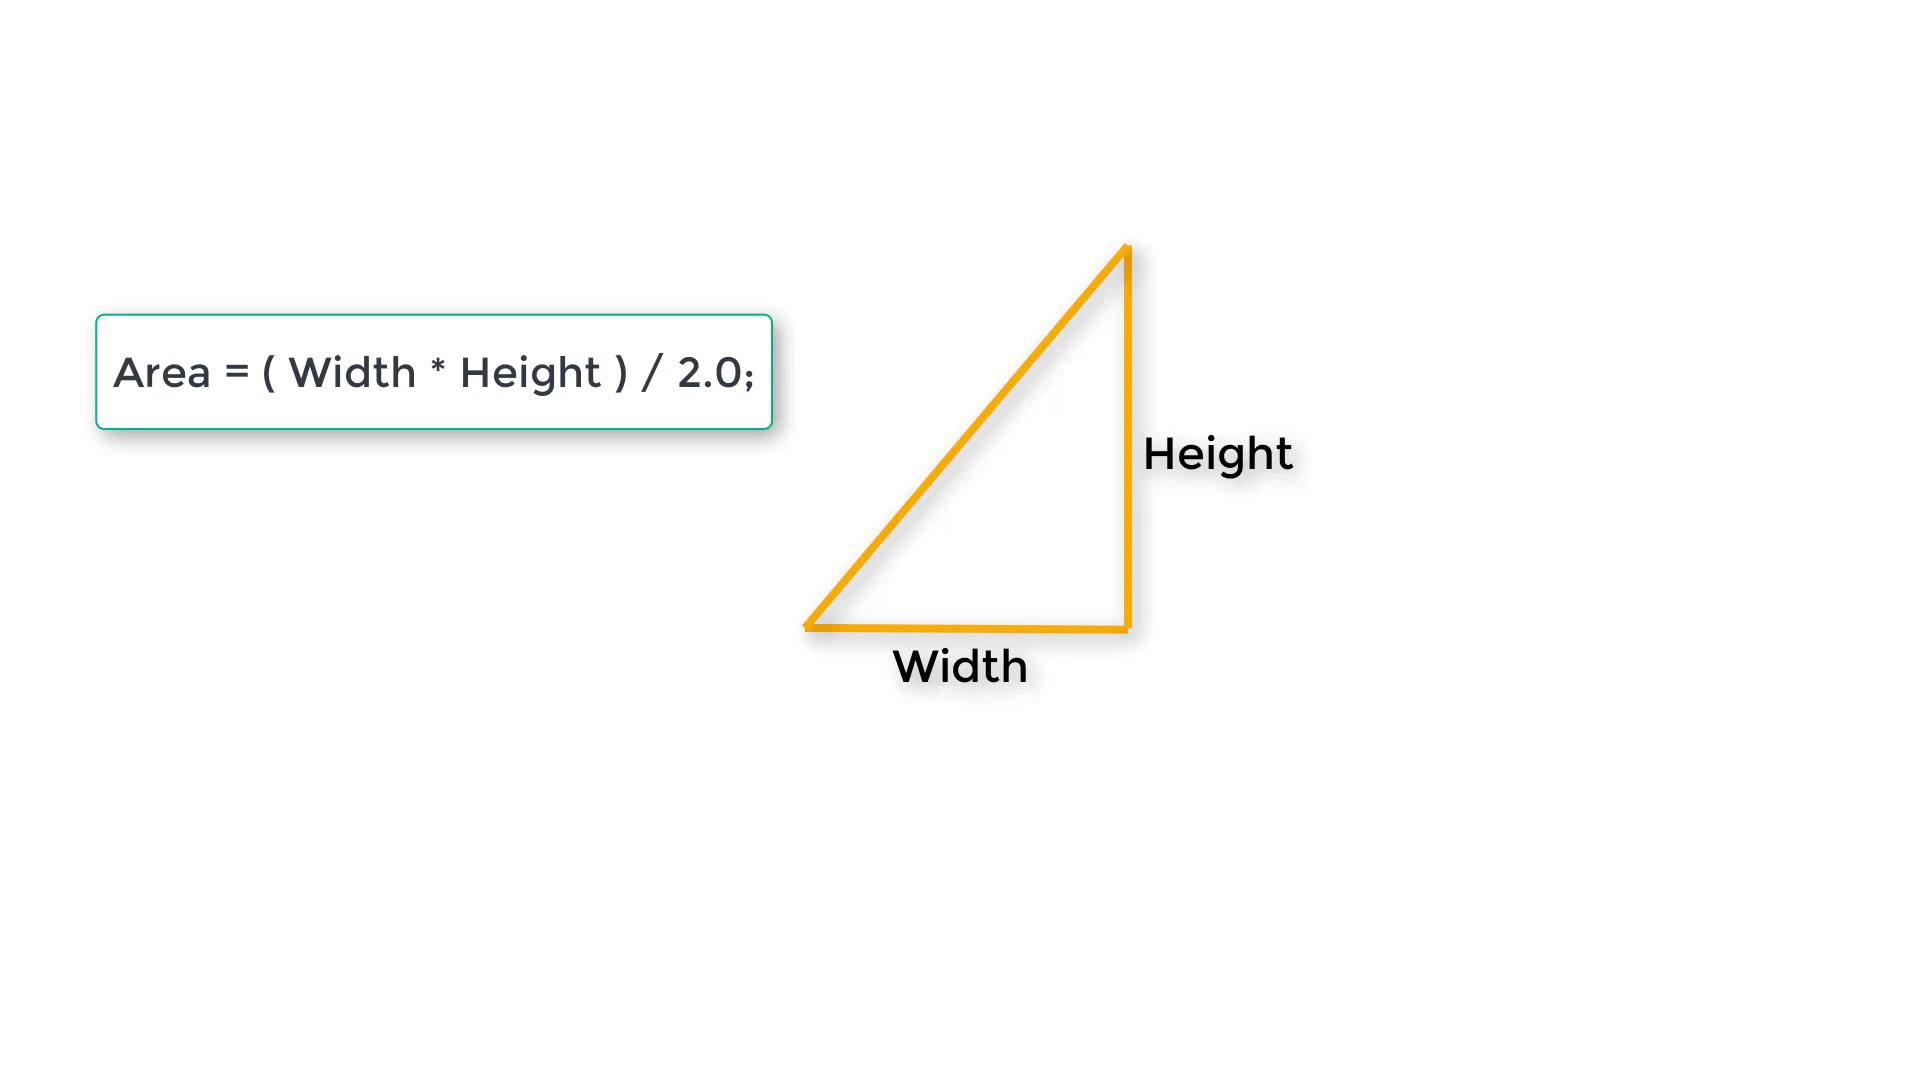 Area = ( Width * Height ) / 2.0;
Height
Width